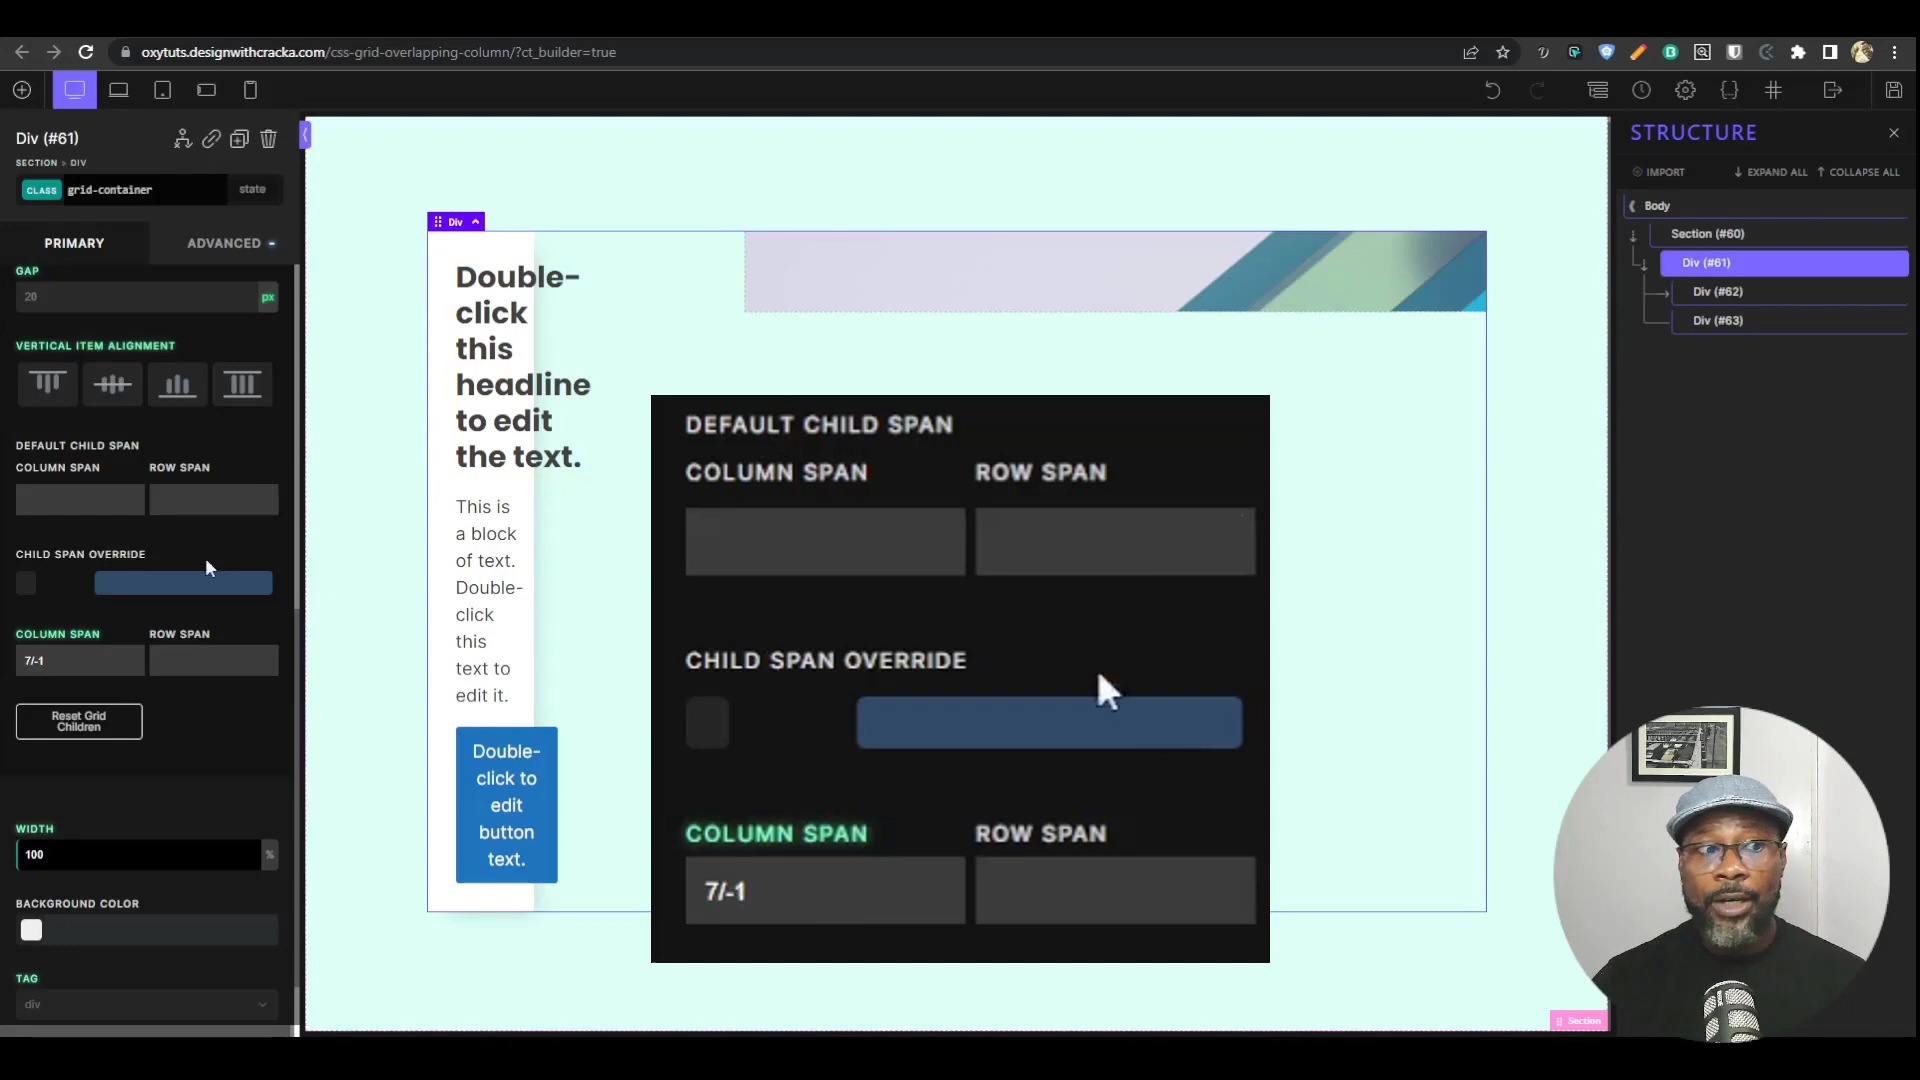 oxytuts.designwithcracka.com/css-grid-overlapping-column/?ct_builder=true
Div (#61)
SECTION > DIV
CLASS grid-container state
PRIMARY ADVANCED
GAP
20 px
VERTICAL ITEM ALIGNMENT
DEFAULT CHILD SPAN
COLUMN SPAN ROW SPAN
CHILD SPAN OVERRIDE
COLUMN SPAN ROW SPAN
7/-1
Reset Grid
Children
WIDTH
100 %
BACKGROUND COLOR
TAG
div
Div
Double-
click
this
headline
to edit
the text.
This is
a block
of text.
Double-
click
this
text to
edit it.
Double-
click to
edit
button
text.
DEFAULT CHILD SPAN
COLUMN SPAN ROW SPAN
CHILD SPAN OVERRIDE
COLUMN SPAN ROW SPAN
7/-1
Section
STRUCTURE
IMPORT EXPAND ALL COLLAPSE ALL
Body
Section (#60)
Div (#61)
Div (#62)
Div (#63)